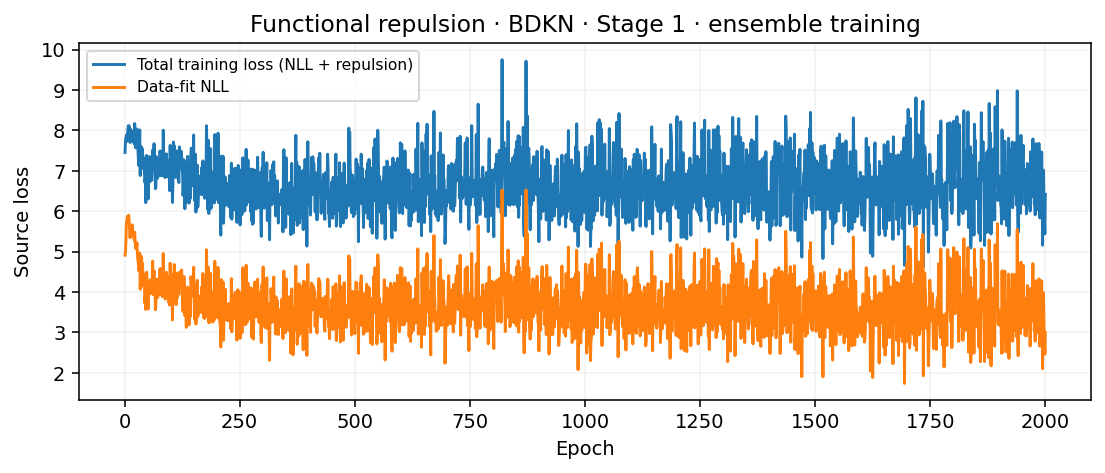 Functional repulsion · BDKN · Stage 1 · ensemble training
Total training loss (NLL + repulsion)
Data-fit NLL
Source loss
10
9
8
7
6
5
4
3
2
0 250 500 750 1000 1250 1500 1750 2000
Epoch